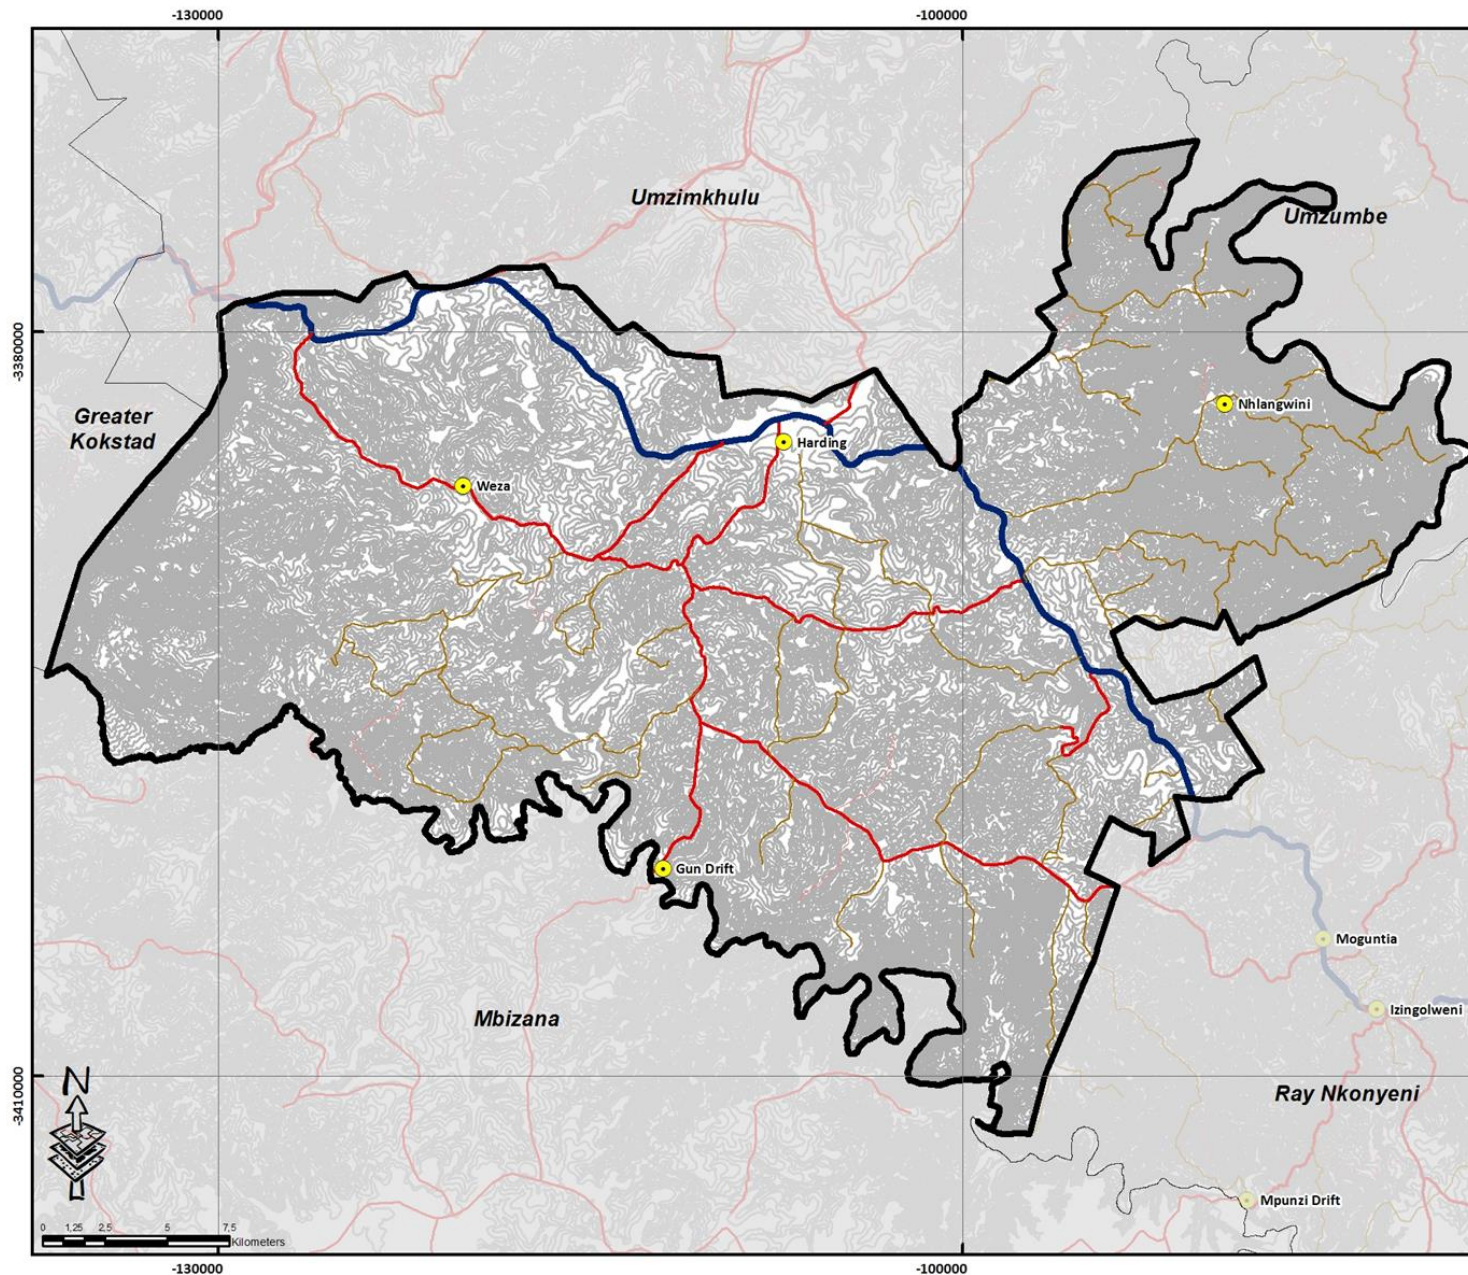 -130000
-100000
Umzimkhulu
Umzumbe
-3380000
Greater
Kokstad
Nhlangwini
Harding
Weza
Gun Drift
Moguntia
Izingolweni
Mbizana
-3410000
Ray Nkonyeni
N
Mpunzi Drift
0 1,25 2,5 5 7,5
Kilometers
-130000
-100000